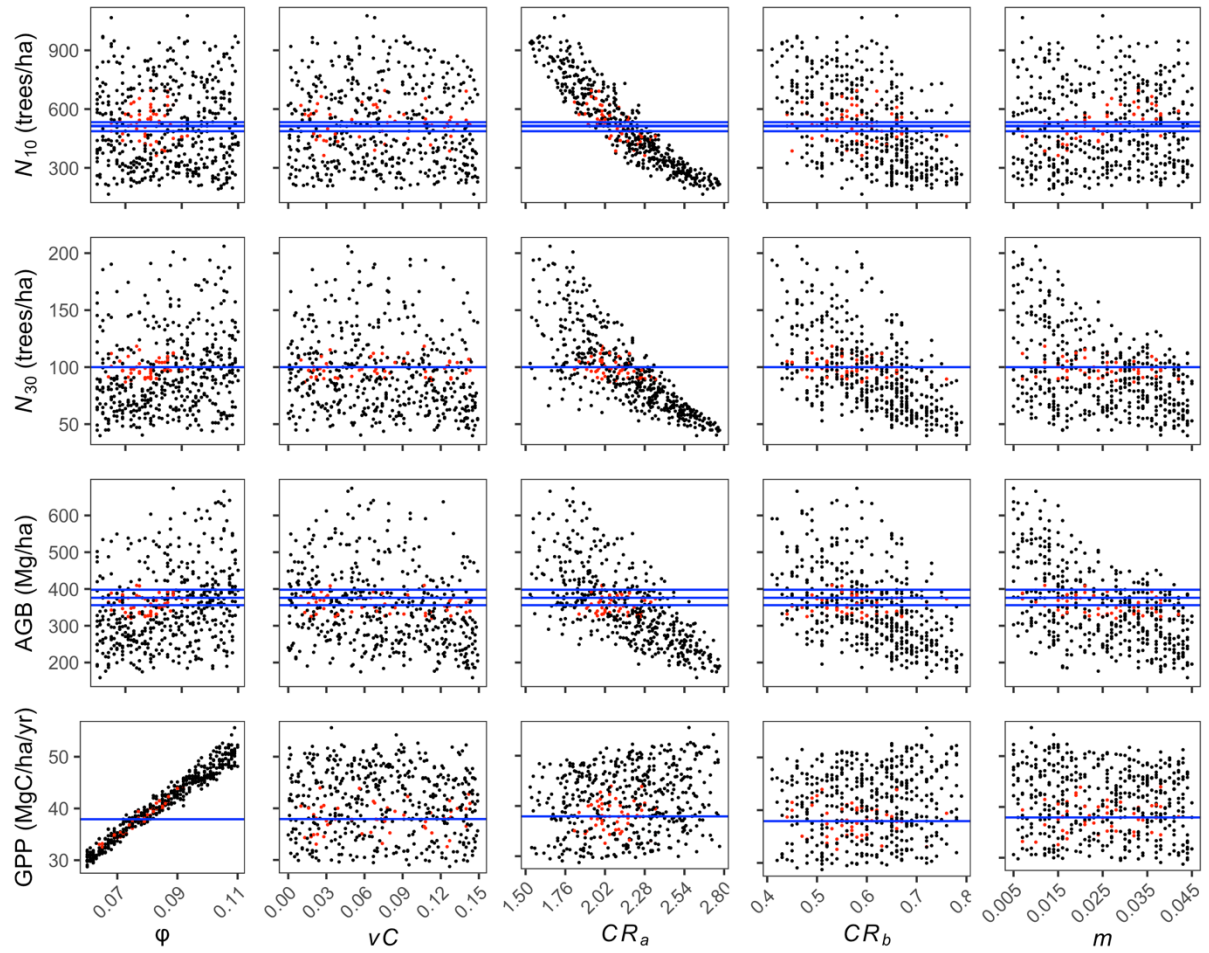 N10 (trees/ha)
900
600
300
N30 (trees/ha)
200
150
100
50
AGB (Mg/ha)
600
500
400
300
200
GPP (MgC/ha/yr)
50
40
30
0.07 0.09 0.11
0.00 0.03 0.06 0.09 0.12 0.15
1.50 1.76 2.02 2.28 2.54 2.80
0.4 0.5 0.6 0.7 0.8
0.005 0.015 0.025 0.035 0.045
φ vC CRa CRb m